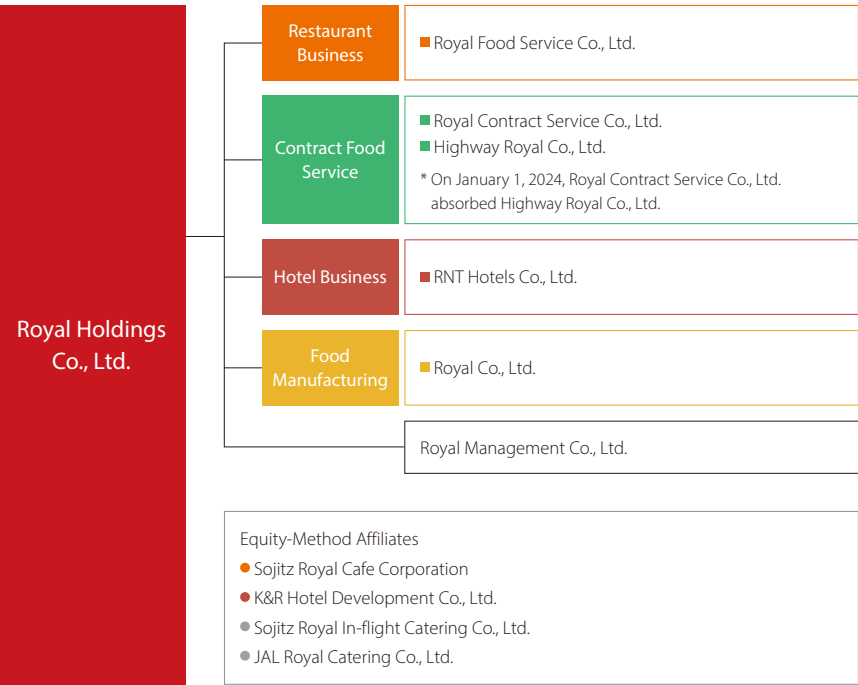 Royal Holdings
Co., Ltd.
Restaurant
Business
Royal Food Service Co., Ltd.
Contract Food
Service
Royal Contract Service Co., Ltd.
Highway Royal Co., Ltd.
* On January 1, 2024, Royal Contract Service Co., Ltd.
absorbed Highway Royal Co., Ltd.
Hotel Business
RNT Hotels Co., Ltd.
Food
Manufacturing
Royal Co., Ltd.
Royal Management Co., Ltd.
Equity-Method Affiliates
Sojitz Royal Cafe Corporation
K&R Hotel Development Co., Ltd.
Sojitz Royal In-flight Catering Co., Ltd.
JAL Royal Catering Co., Ltd.